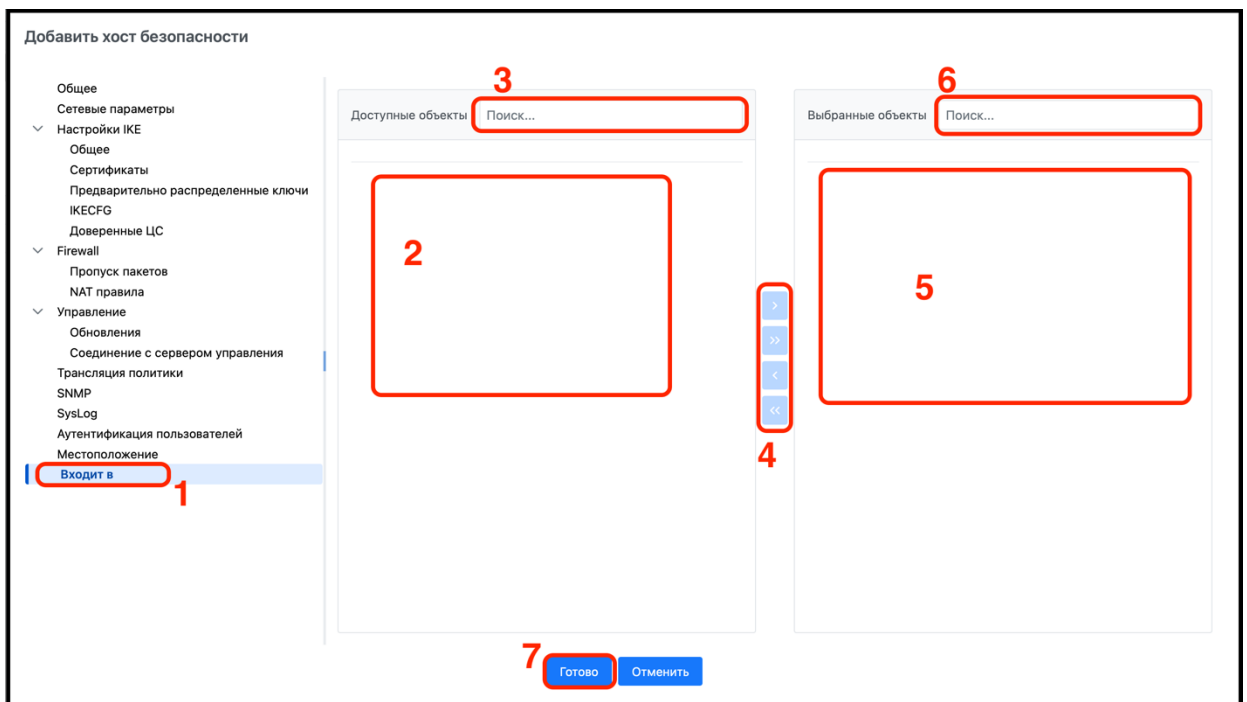 Добавить хост безопасности
Общее
Сетевые параметры
Настройки IKE
Общее
Сертификаты
Предварительно распределенные ключи
IKECFG
Доверенные ЦС
Firewall
Пропуск пакетов
NAT правила
Управление
Обновления
Соединение с сервером управления
Трансляция политики
SNMP
SysLog
Аутентификация пользователей
Местоположение
Входит в
1
3
Доступные объекты Поиск...
2
>
>>
<
<<
4
6
Выбранные объекты Поиск...
5
7
Готово Отменить